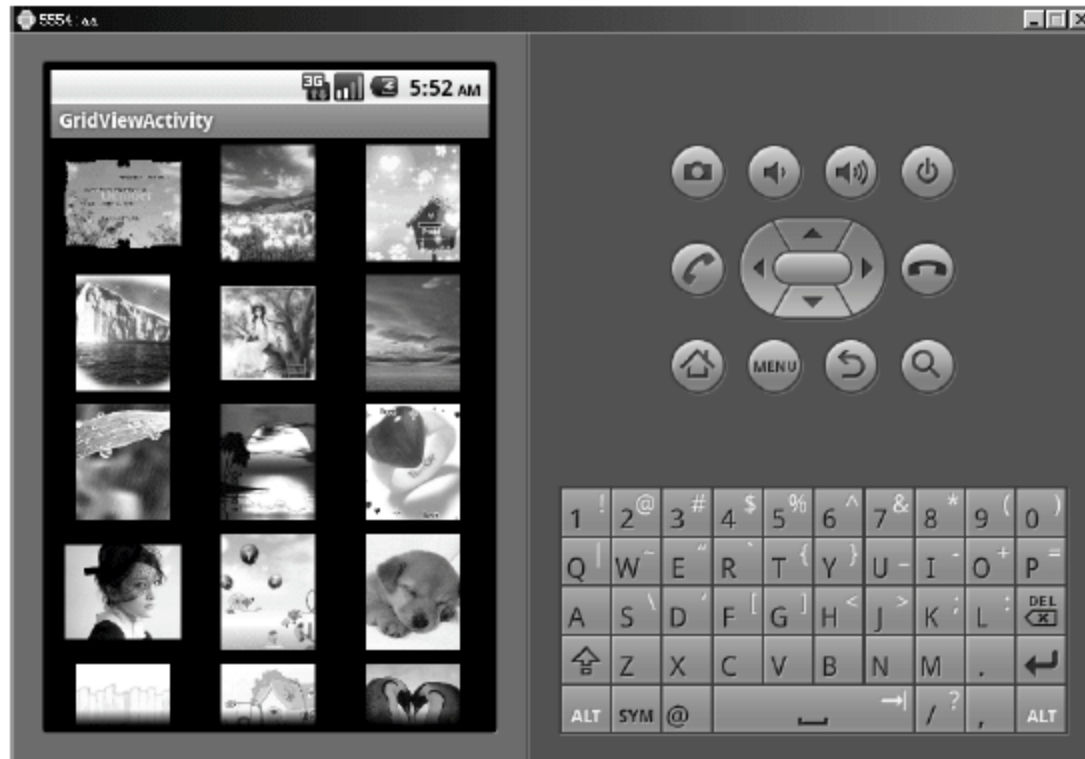 5554:aa
3G
5:52 AM
GridViewActivity
MENU
1 ! 2 @ 3 # 4 $ 5 % 6 ^ 7 & 8 * 9 ( 0 )
Q | W ~ E " R ` T { Y } U _ I - O + P =
A S \ D ' F [ G ] H < J > K ; L : DEL
Z X C V B N M .
ALT SYM @ / ? , ALT